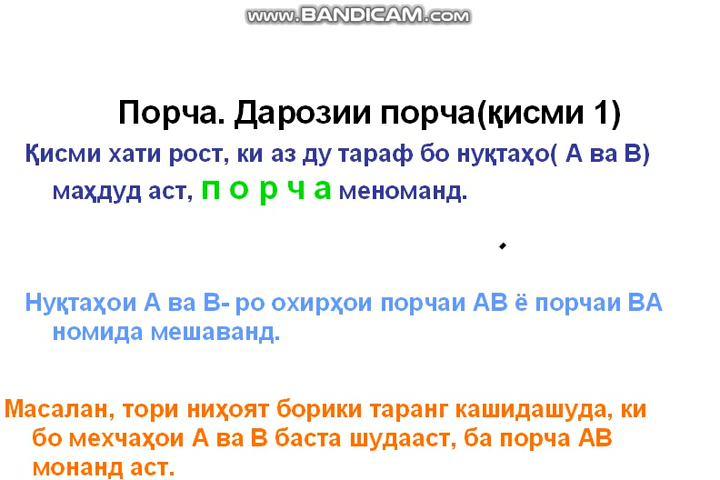 www.BANDICAM.com
Порча. Дарозии порча(қисми 1)
Қисми хати рост, ки аз ду тараф бо нуқтаҳо( А ва В)
маҳдуд аст, п о р ч а меноманд.
Нуқтаҳои А ва В- ро охирҳои порчаи АВ ё порчаи ВА
номида мешаванд.
Масалан, тори ниҳоят борики таранг кашидашуда, ки
бо мехчаҳои А ва В баста шудааст, ба порча АВ
монанд аст.